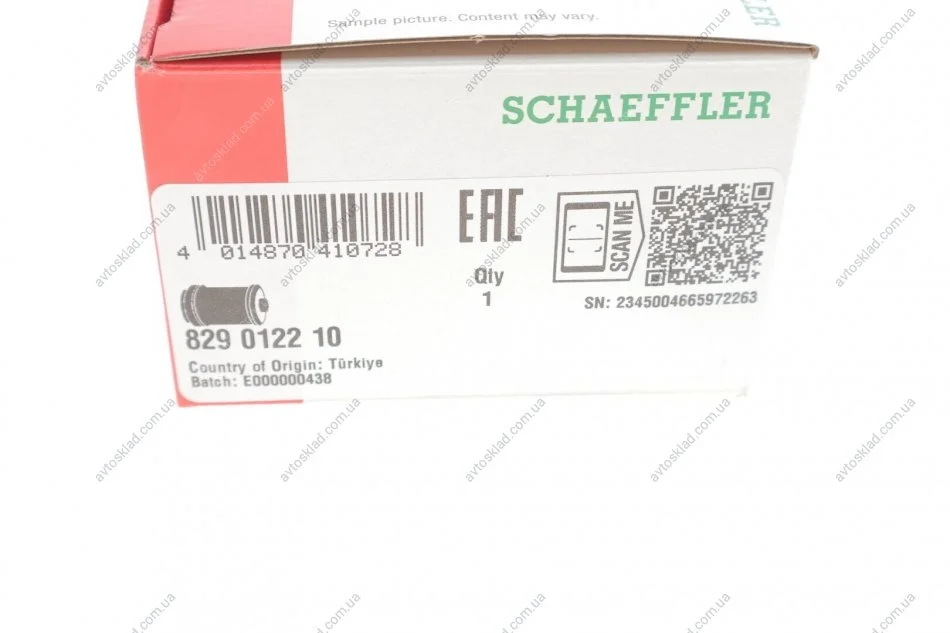 Sample picture. Content may vary.
SCHAEFFLER
4 014870 410728
EAC
SCAN ME
Qly
1
SN: 2345004665972263
829 0122 10
Country of Origin: Türkiye
Batch: E000000438
avtosklad.com.ua